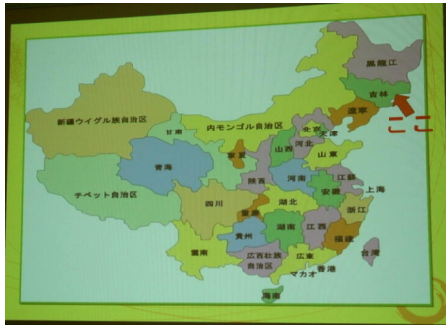 黒龍江
吉林
遼寧
ここ
新疆ウイグル族自治区
甘粛
内モンゴル自治区
北京
天津
河北
山西
山東
寧夏
青海
陝西
河南
江蘇
チベット自治区
安徽
上海
四川
重慶
湖北
浙江
湖南
江西
貴州
福建
雲南
広西壮族
自治区
広東
台湾
香港
マカオ
海南